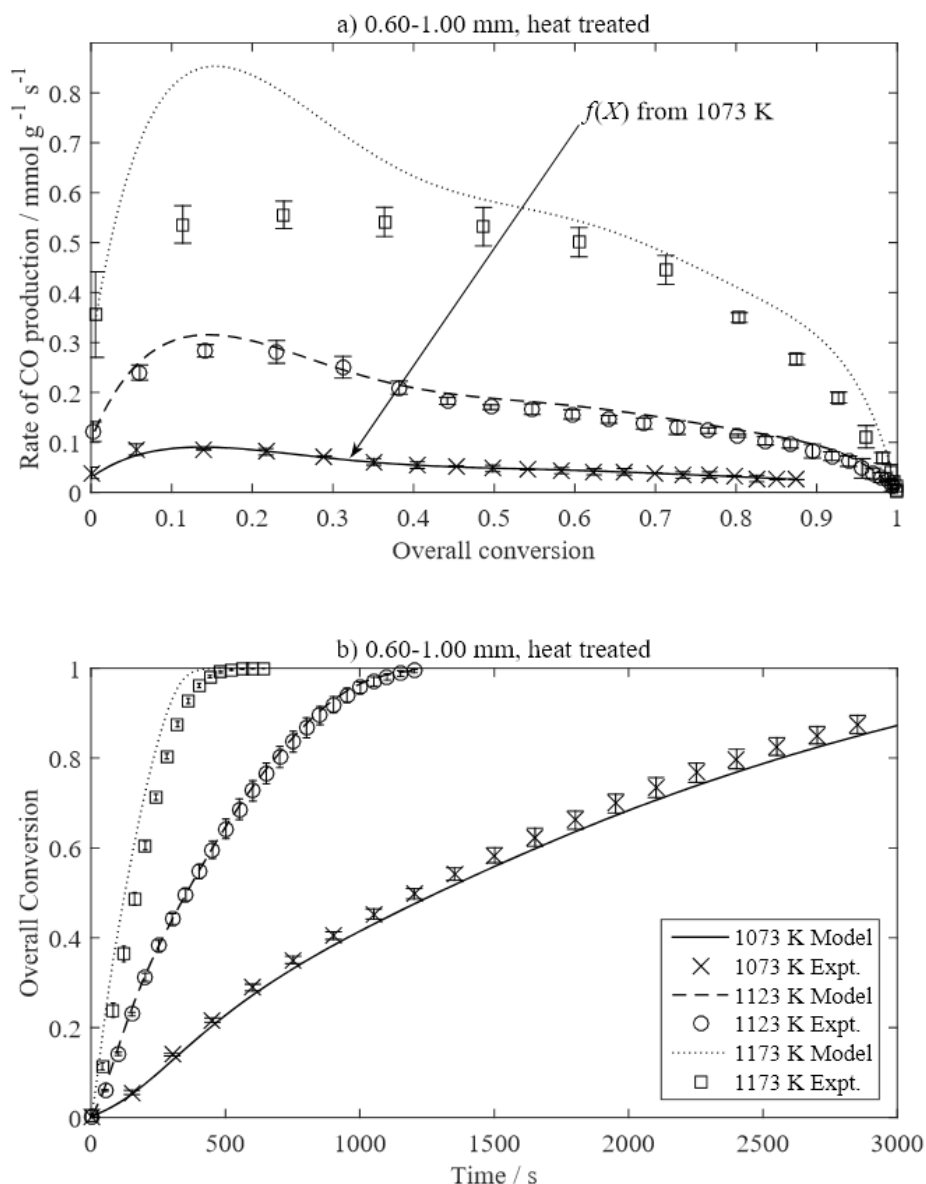 a) 0.60-1.00 mm, heat treated
0.8
0.7
0.6
0.5
0.4
0.3
0.2
0.1
0
Rate of CO production / mmol g⁻¹ s⁻¹
f(X) from 1073 K
0 0.1 0.2 0.3 0.4 0.5 0.6 0.7 0.8 0.9 1
Overall conversion
b) 0.60-1.00 mm, heat treated
1
0.8
0.6
0.4
0.2
0
Overall Conversion
1073 K Model
1073 K Expt.
1123 K Model
1123 K Expt.
1173 K Model
1173 K Expt.
0 500 1000 1500 2000 2500 3000
Time / s